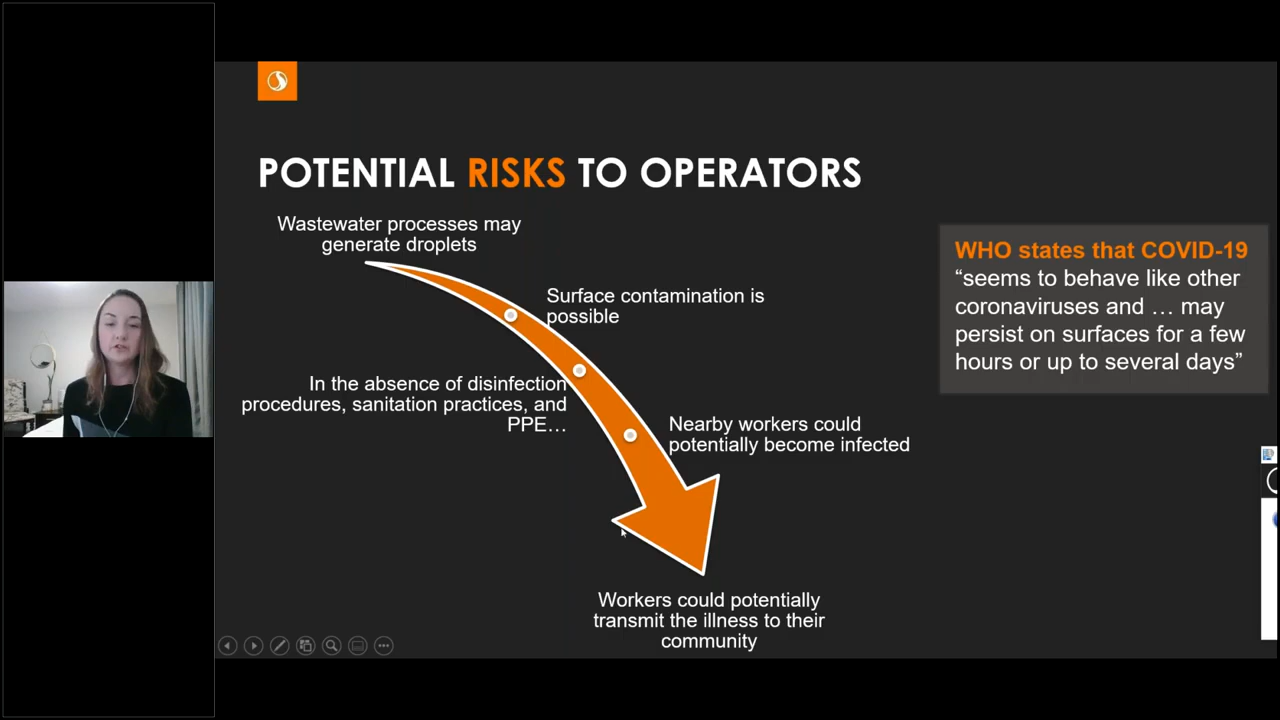 POTENTIAL RISKS TO OPERATORS
Wastewater processes may
generate droplets
Surface contamination is
possible
In the absence of disinfection
procedures, sanitation practices, and
PPE…
Nearby workers could
potentially become infected
Workers could potentially
transmit the illness to their
community
WHO states that COVID-19
“seems to behave like other
coronaviruses and … may
persist on surfaces for a few
hours or up to several days”